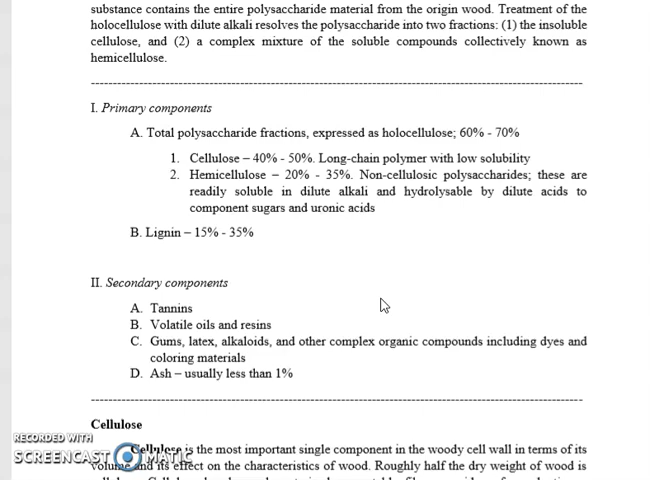 substance contains the entire polysaccharide material from the origin wood. Treatment of the
holocellulose with dilute alkali resolves the polysaccharide into two fractions: (1) the insoluble
cellulose, and (2) a complex mixture of the soluble compounds collectively known as
hemicellulose.
I. Primary components
A. Total polysaccharide fractions, expressed as holocellulose; 60% - 70%
1. Cellulose – 40% - 50%. Long-chain polymer with low solubility
2. Hemicellulose – 20% - 35%. Non-cellulosic polysaccharides; these are
readily soluble in dilute alkali and hydrolysable by dilute acids to
component sugars and uronic acids
B. Lignin – 15% - 35%
II. Secondary components
A. Tannins
B. Volatile oils and resins
C. Gums, latex, alkaloids, and other complex organic compounds including dyes and
coloring materials
D. Ash – usually less than 1%
Cellulose
Cellulose is the most important single component in the woody cell wall in terms of its
volume and its effect on the characteristics of wood. Roughly half the dry weight of wood is
RECORDED WITH
SCREENCAST MATIC